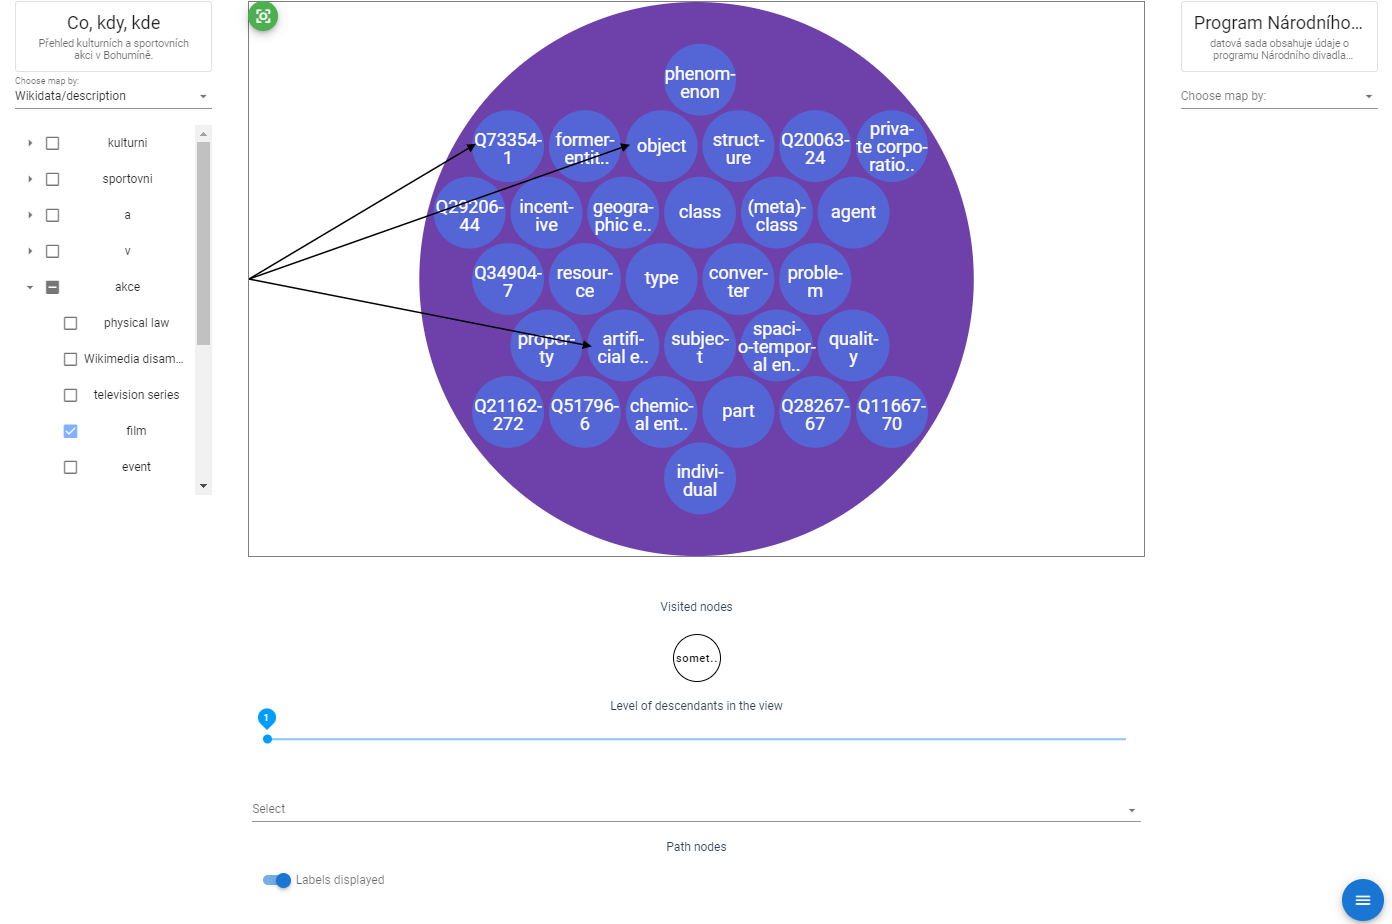 Co, kdy, kde
Přehled kulturních a sportovních
akci v Bohumíně.
Choose map by:
Wikidata/description
kulturni
sportovni
a
v
akce
physical law
Wikimedia disam...
television series
film
event
phenom-
enon
Q73354-
1
former-
entit..
object
struct-
ure
Q20063-
24
priva-
te corpo-
ratio..
Q29206-
44
incent-
ive
geogra-
phic e..
class
(meta)-
class
agent
Q34904-
7
resour-
ce
type
conver-
ter
proble-
m
proper-
ty
artifi-
cial e..
subjec-
t
spaci-
o-tempor-
al en..
qualit-
y
Q21162-
272
Q51796-
6
chemic-
al ent..
part
Q28267-
67
Q11667-
70
indivi-
dual
Program Národního...
datová sada obsahuje údaje o
programu Národního divadla...
Choose map by:
Visited nodes
somet..
Level of descendants in the view
1
Select
Path nodes
Labels displayed